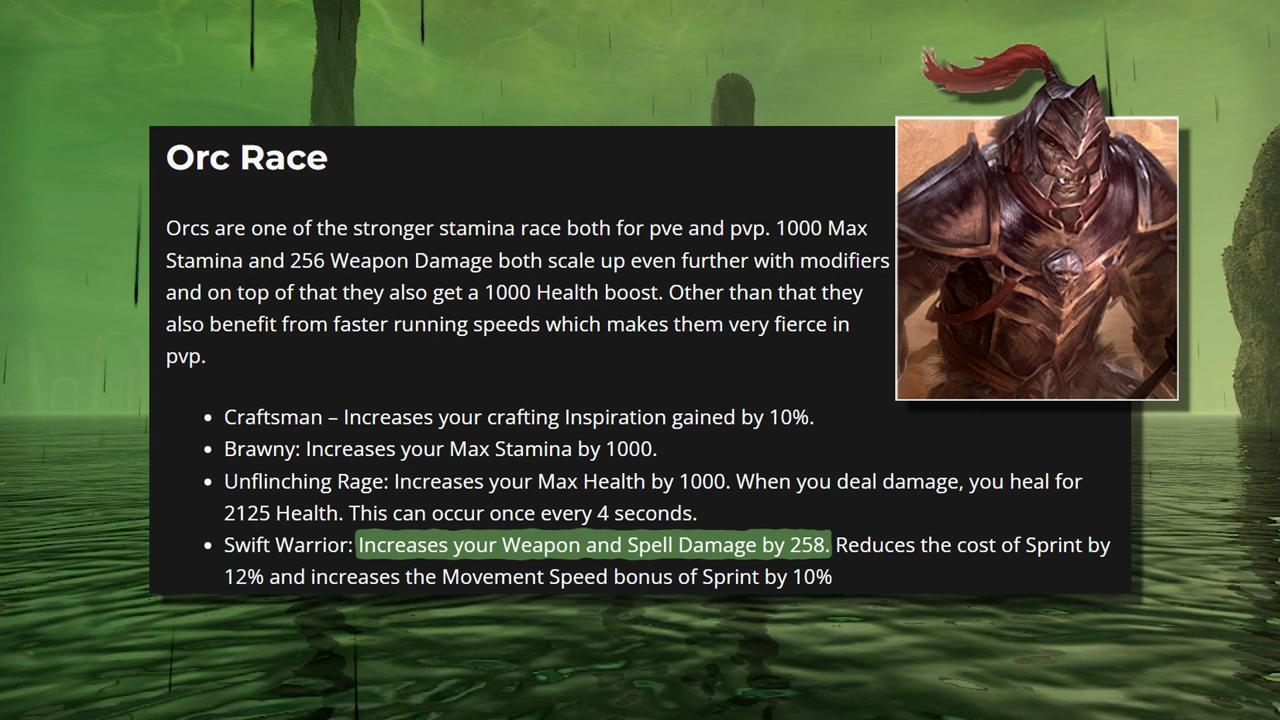 Orc Race
Orcs are one of the stronger stamina race both for pve and pvp. 1000 Max
Stamina and 256 Weapon Damage both scale up even further with modifiers
and on top of that they also get a 1000 Health boost. Other than that they
also benefit from faster running speeds which makes them very fierce in
pvp.
• Craftsman – Increases your crafting Inspiration gained by 10%.
• Brawny: Increases your Max Stamina by 1000.
• Unflinching Rage: Increases your Max Health by 1000. When you deal damage, you heal for
2125 Health. This can occur once every 4 seconds.
• Swift Warrior: Increases your Weapon and Spell Damage by 258. Reduces the cost of Sprint by
12% and increases the Movement Speed bonus of Sprint by 10%